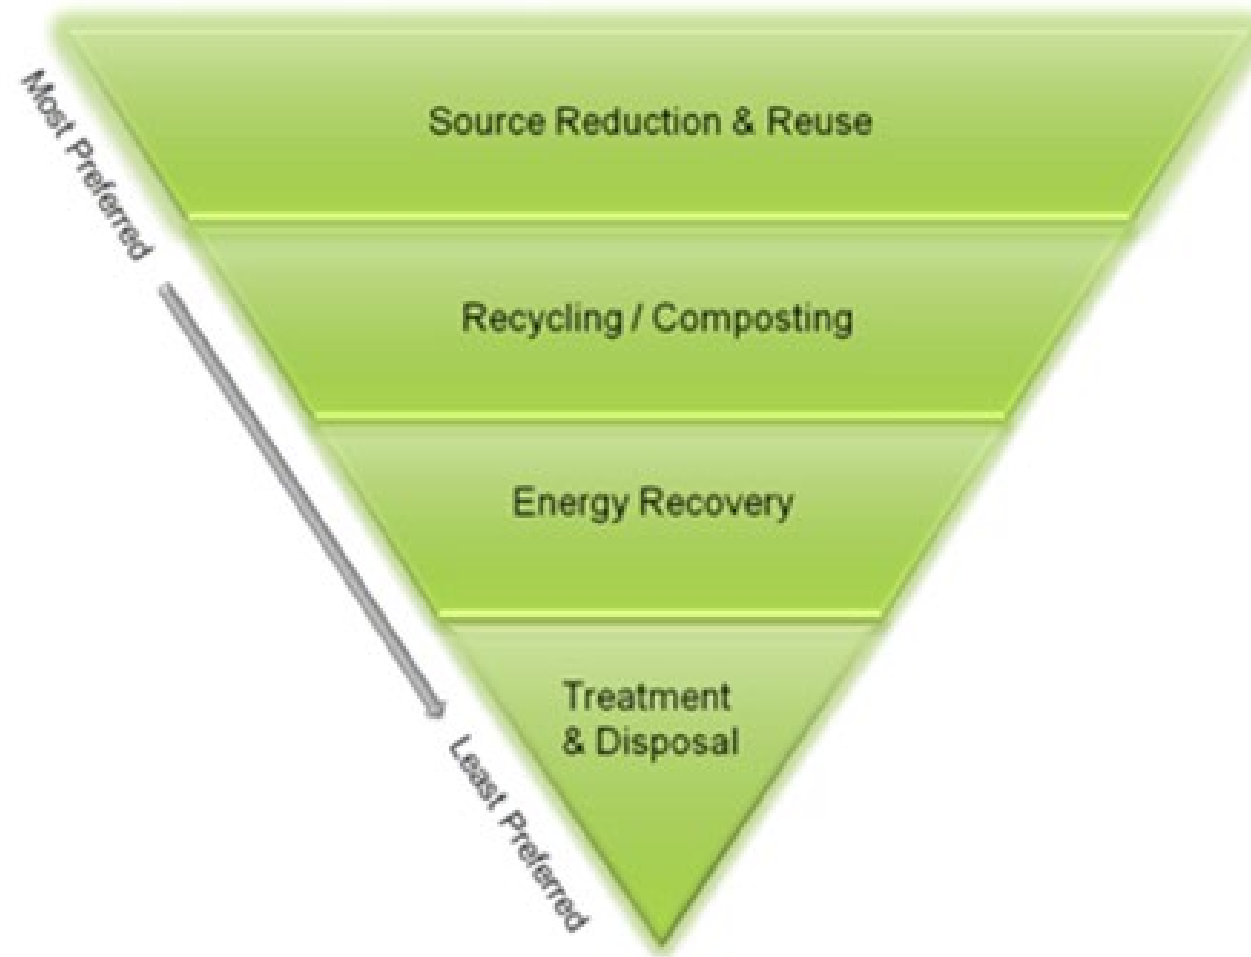 Most Preferred
Source Reduction & Reuse
Recycling / Composting
Energy Recovery
Treatment
& Disposal
Least Preferred